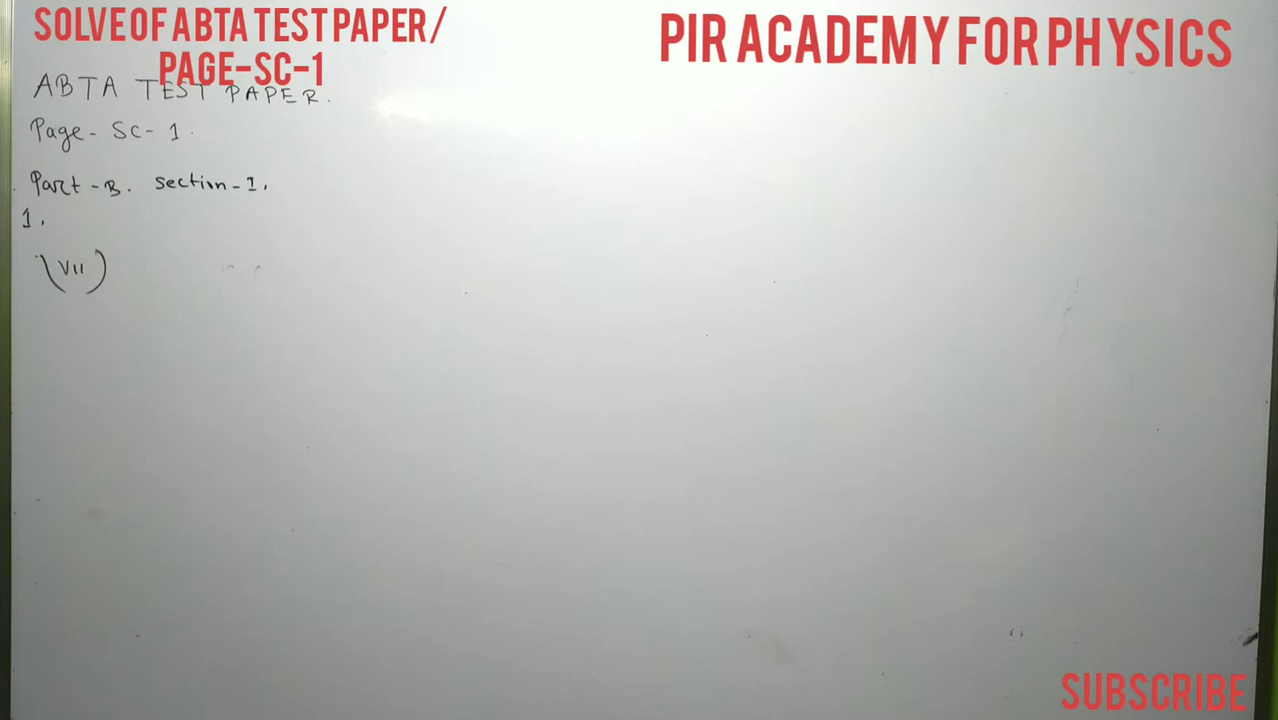 SOLVE OF ABTA TEST PAPER /
PAGE-SC-1
PIR ACADEMY FOR PHYSICS
ABTA TEST PAPER.
Page - SC - 1.
Part - B. Section - I.
1.
(VII)
SUBSCRIBE